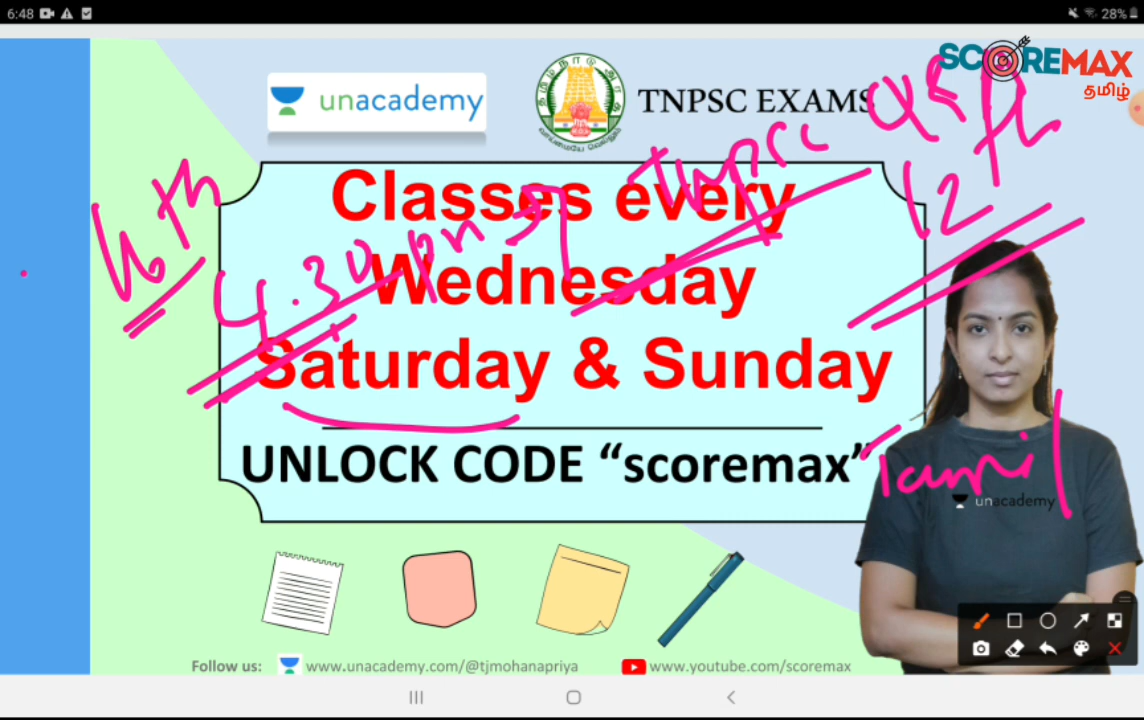 6:48
28%
SCOREMAX
தமிழ்
unacademy
TNPSC EXAMS
Classes every
Wednesday
Saturday & Sunday
UNLOCK CODE “scoremax”
4.30 pm
12th
Tamil
unacademy
Follow us: www.unacademy.com/@tjmohanapriya www.youtube.com/scoremax